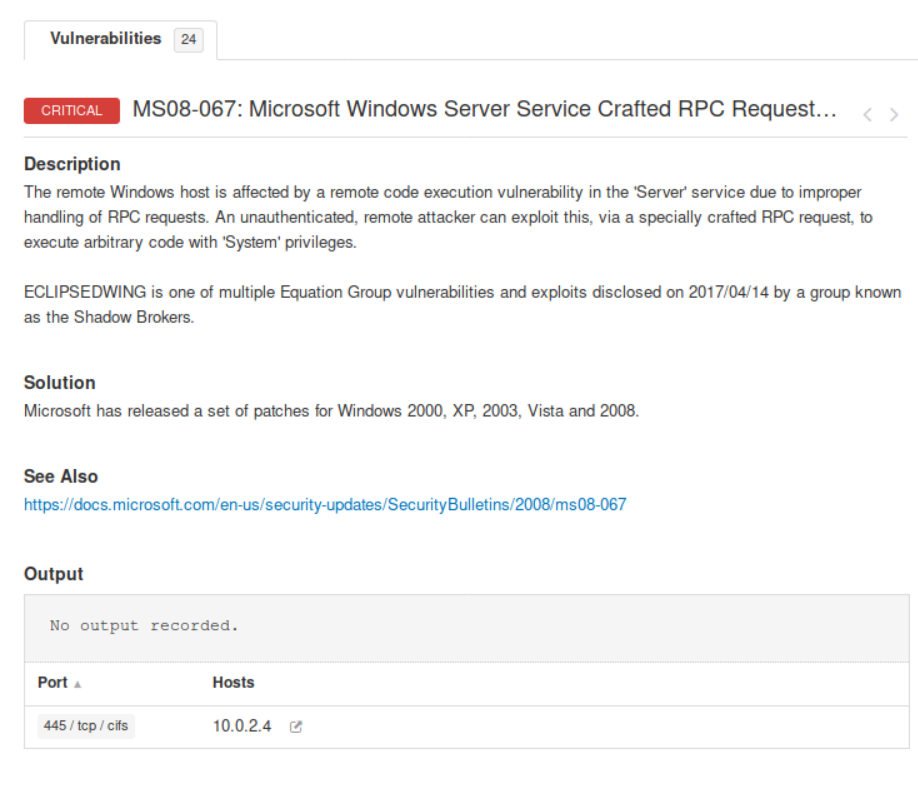 Vulnerabilities 24
CRITICAL MS08-067: Microsoft Windows Server Service Crafted RPC Request...
Description
The remote Windows host is affected by a remote code execution vulnerability in the 'Server' service due to improper
handling of RPC requests. An unauthenticated, remote attacker can exploit this, via a specially crafted RPC request, to
execute arbitrary code with 'System' privileges.
ECLIPSEDWING is one of multiple Equation Group vulnerabilities and exploits disclosed on 2017/04/14 by a group known
as the Shadow Brokers.
Solution
Microsoft has released a set of patches for Windows 2000, XP, 2003, Vista and 2008.
See Also
https://docs.microsoft.com/en-us/security-updates/SecurityBulletins/2008/ms08-067
Output
No output recorded.
Port ▲ Hosts
445 / tcp / cifs 10.0.2.4